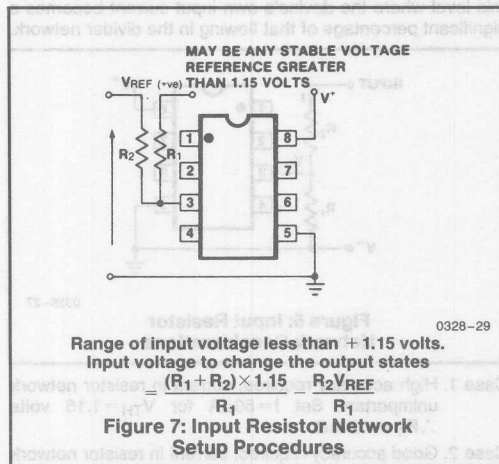 MAY BE ANY STABLE VOLTAGE
REFERENCE GREATER
VREF (+ve) THAN 1.15 VOLTS
V+
R2 R1
1 8
2 7
3 6
4 5
0328–29
Range of input voltage less than +1.15 volts.
Input voltage to change the output states
= (R1+R2)×1.15 / R1 − R2VREF / R1
Figure 7: Input Resistor Network
Setup Procedures